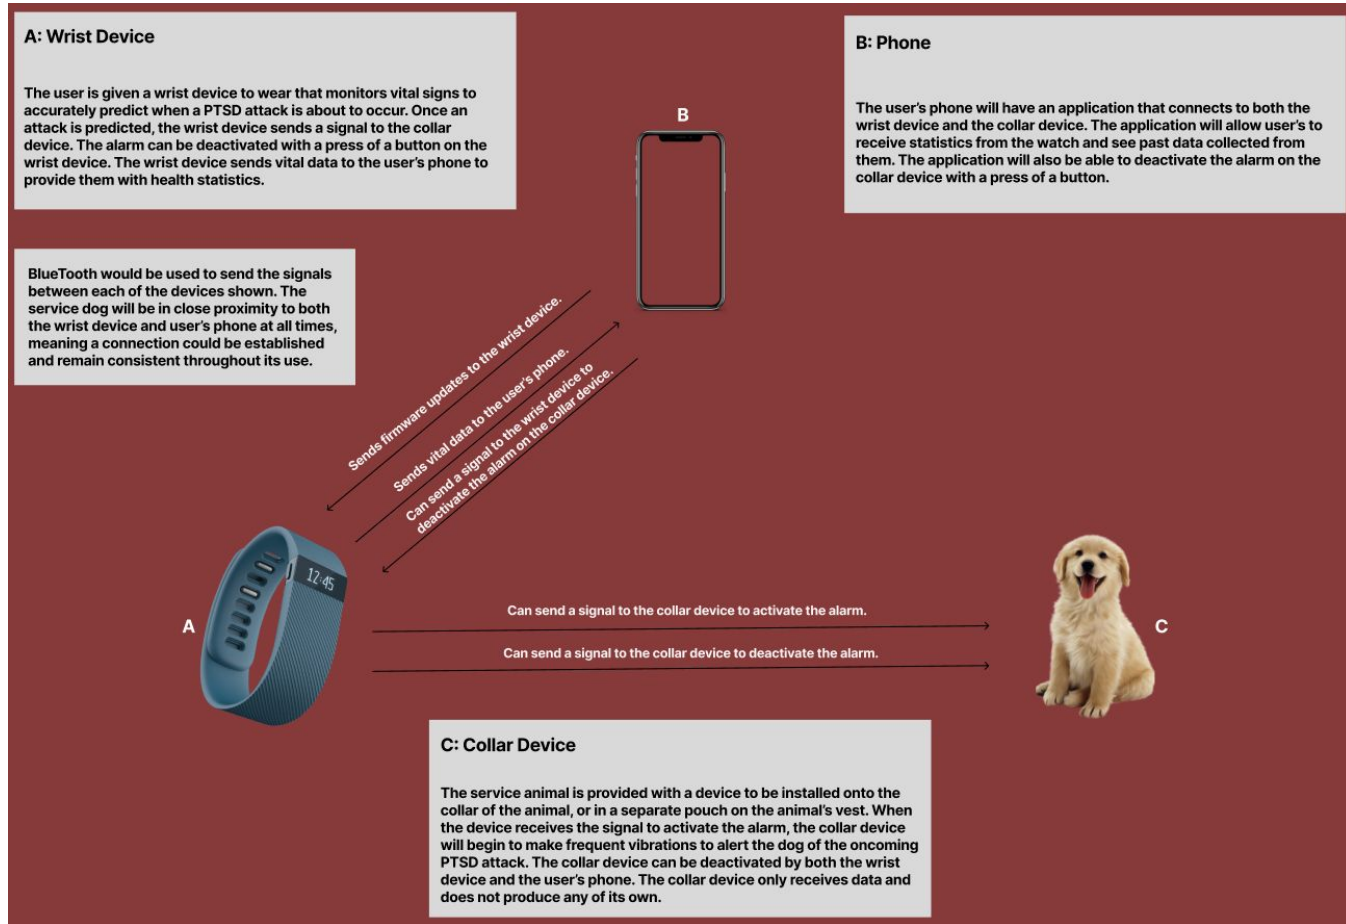 A: Wrist Device
The user is given a wrist device to wear that monitors vital signs to
accurately predict when a PTSD attack is about to occur. Once an
attack is predicted, the wrist device sends a signal to the collar
device. The alarm can be deactivated with a press of a button on the
wrist device. The wrist device sends vital data to the user's phone to
provide them with health statistics.
B: Phone
The user's phone will have an application that connects to both the
wrist device and the collar device. The application will allow user's to
receive statistics from the watch and see past data collected from
them. The application will also be able to deactivate the alarm on the
collar device with a press of a button.
B
BlueTooth would be used to send the signals
between each of the devices shown. The
service dog will be in close proximity to both
the wrist device and user's phone at all times,
meaning a connection could be established
and remain consistent throughout its use.
Sends firmware updates to the wrist device.
Sends vital data to the user's phone.
Can send a signal to the wrist device to
deactivate the alarm on the collar device.
12:45
A
Can send a signal to the collar device to activate the alarm.
Can send a signal to the collar device to deactivate the alarm.
C
C: Collar Device
The service animal is provided with a device to be installed onto the
collar of the animal, or in a separate pouch on the animal's vest. When
the device receives the signal to activate the alarm, the collar device
will begin to make frequent vibrations to alert the dog of the oncoming
PTSD attack. The collar device can be deactivated by both the wrist
device and the user's phone. The collar device only receives data and
does not produce any of its own.